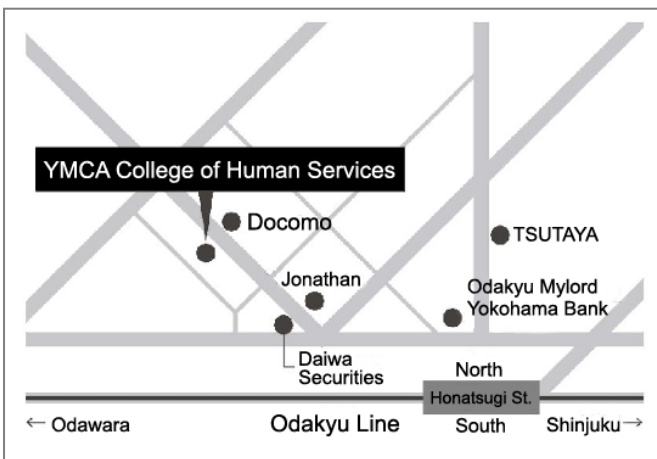 YMCA College of Human Services
Docomo
TSUTAYA
Jonathan
Odakyu Mylord
Yokohama Bank
Daiwa
Securities
North
Honatsugi St.
← Odawara
Odakyu Line
South
Shinjuku→